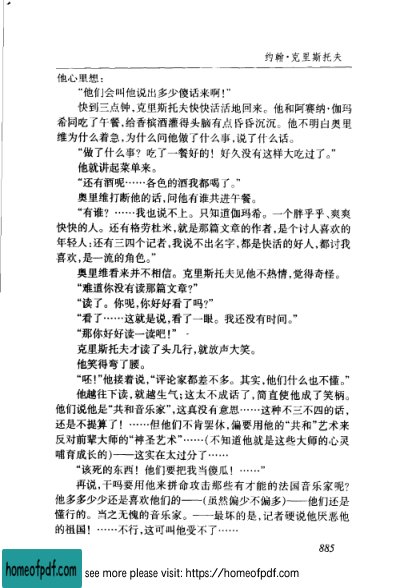 约翰·克里斯托夫
他心里想：
“他们会叫他说出多少傻话来啊！”
快到三点钟，克里斯托夫快快活活地回来。他和阿赛纳·伽玛
希同吃了午餐，给香槟酒灌得头脑有点昏昏沉沉。他不明白奥里
维为什么着急，为什么问他做了什么事，说了什么话。
“做了什么事？吃了一餐好的！好久没有这样大吃过了。”
他就讲起菜单来。
“还有酒呢……各色的酒我都喝了。”
奥里维打断他的话，问他有谁共进午餐。
“有谁？……我也说不上。只知道伽玛希。一个胖乎乎、爽爽
快快的人。还有格劳杜米，就是那篇文章的作者，是个讨人喜欢的
年轻人；还有三四个记者，我说不出名字，都是快活的好人，都讨我
喜欢，是一流的角色。”
奥里维看来并不相信。克里斯托夫见他不热情，觉得奇怪。
“难道你没有读那篇文章？”
“读了。你呢，你好好看了吗？”
“看了……这就是说，看了一眼。我还没有时间。”
“那你好好读一读吧！”
克里斯托夫才读了头几行，就放声大笑。
他笑得弯了腰。
“呸！”他接着说，“评论家都差不多。其实，他们什么也不懂。”
他越往下读，就越生气；这太不成话了，简直使他成了笑柄。
他们说他是“共和音乐家”，这真没有意思……这种不三不四的话，
还是不提算了！……但他们不肯罢休，偏要用他的“共和”艺术来
反对前辈大师的“神圣艺术”……（不知道他就是这些大师的心灵
哺育成长的）——这实在太过分了……
“该死的东西！他们要把我当傻瓜！……”
再说，干吗要用他来拼命攻击那些有才能的法国音乐家呢？
他多多少少还是喜欢他们的——（虽然偏少不偏多）——他们还是
懂行的。当之无愧的音乐家。——最坏的是，记者硬说他厌恶他
的祖国！……不行，这可叫他受不了……
885
homeofpdf.com
see more please visit: https://homeofpdf.com